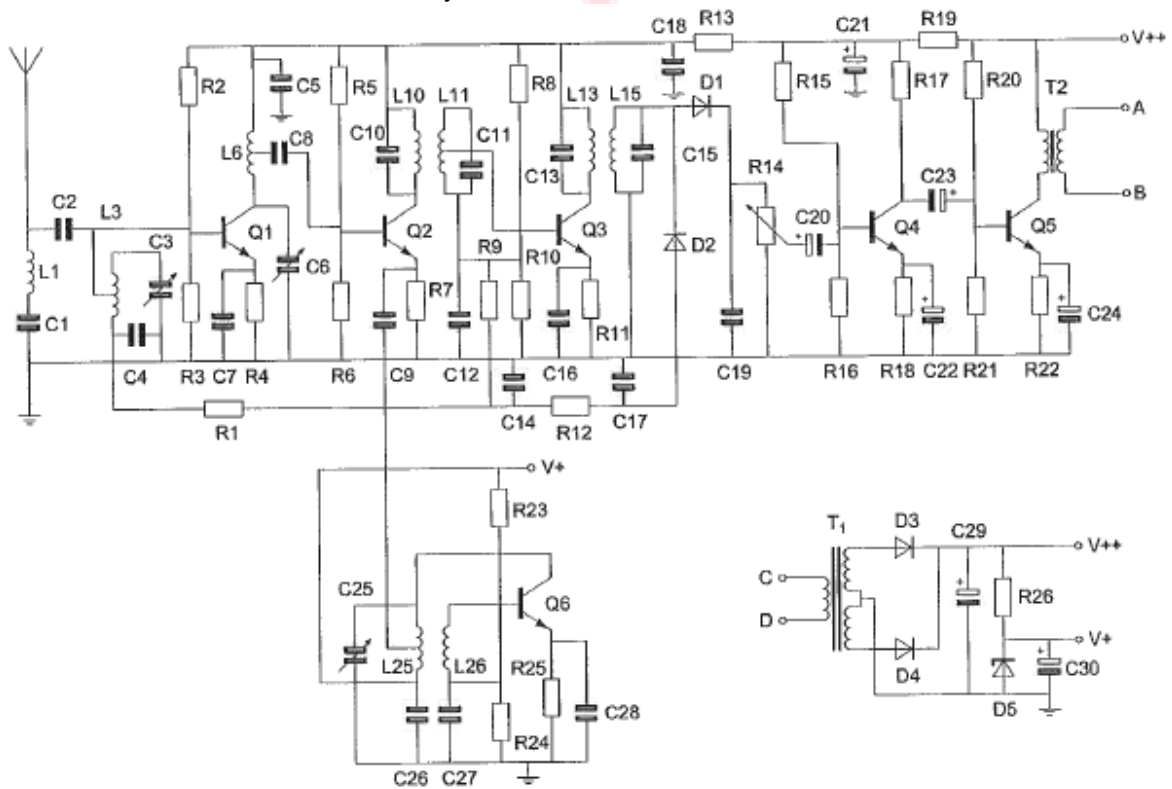 C18
R13
C21
R19
V++
R2
C5
R5
L10
L11
R8
L13
L15
D1
R15
R17
R20
T2
A
C10
C11
C8
L6
C13
C15
R14
C23
B
C2
L3
C3
Q1
Q2
Q3
D2
C20
Q4
Q5
L1
C6
R9
R10
R7
R11
C1
C24
C4
R3
C7
R4
R6
C9
C12
C16
C19
R16
R18
C22
R21
R22
R1
C14
R12
C17
V+
R23
T1
D3
C29
V++
C25
Q6
C
R26
D
V+
L25
L26
R25
D4
C30
C28
D5
R24
C26
C27